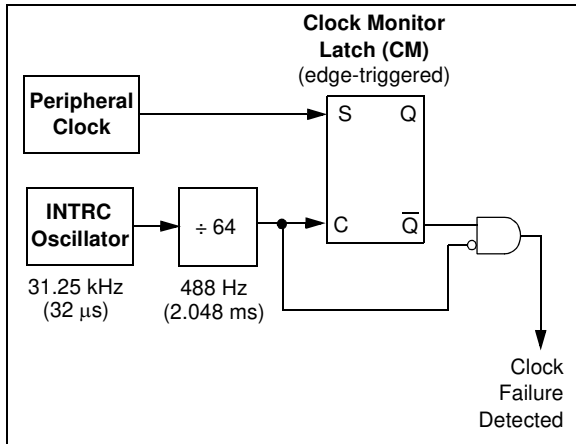 Clock Monitor
Latch (CM)
(edge-triggered)
Peripheral
Clock
S
Q
INTRC
Oscillator
÷ 64
C
Q̅
31.25 kHz
(32 μs)
488 Hz
(2.048 ms)
Clock
Failure
Detected